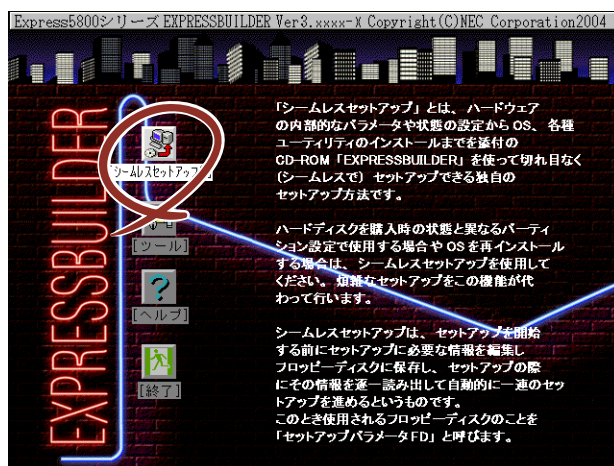 Express5800シリーズ EXPRESSBUILDER Ver3.xxxx-X Copyright(C)NEC Corporation2004
EXPRESSBUILDER
シームレスセットアップ
[ツール]
[ヘルプ]
[終了]
「シームレスセットアップ」とは、ハードウェア
の内部的なパラメータや状態の設定からOS、各種
ユーティリティのインストールまでを添付の
CD-ROM「EXPRESSBUILDER」を使って切れ目なく
(シームレスで) セットアップできる独自の
セットアップ方法です。
ハードディスクを購入時の状態と異なるパーティ
ション設定で使用する場合やOSを再インストール
する場合は、シームレスセットアップを使用して
ください。煩雑なセットアップをこの機能が代
わって行います。
シームレスセットアップは、セットアップを開始
する前にセットアップに必要な情報を編集し
フロッピーディスクに保存し、セットアップの際
にその情報を逐一読み出して自動的に一連のセッ
トアップを進めるというものです。
このとき使用されるフロッピーディスクのことを
「セットアップパラメータFD」と呼びます。